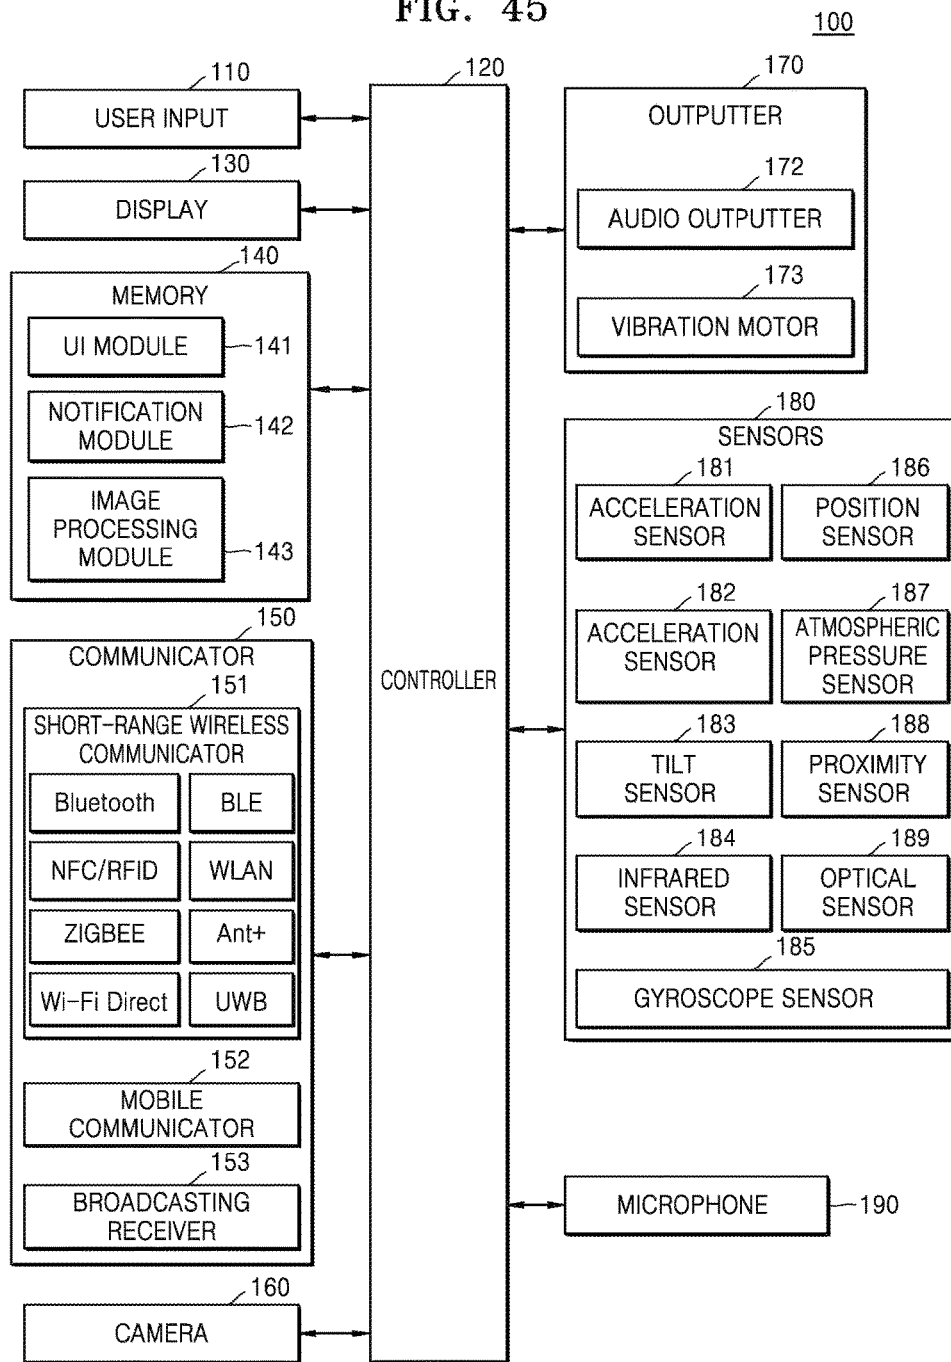 FIG. 45
100
110
USER INPUT
130
DISPLAY
140
MEMORY
UI MODULE
141
NOTIFICATION
MODULE
142
IMAGE
PROCESSING
MODULE
143
150
COMMUNICATOR
151
SHORT-RANGE WIRELESS
COMMUNICATOR
Bluetooth
BLE
NFC/RFID
WLAN
ZIGBEE
Ant+
Wi-Fi Direct
UWB
152
MOBILE
COMMUNICATOR
153
BROADCASTING
RECEIVER
160
CAMERA
120
CONTROLLER
170
OUTPUTTER
172
AUDIO OUTPUTTER
173
VIBRATION MOTOR
180
SENSORS
181
ACCELERATION
SENSOR
186
POSITION
SENSOR
182
ACCELERATION
SENSOR
187
ATMOSPHERIC
PRESSURE
SENSOR
183
TILT
SENSOR
188
PROXIMITY
SENSOR
184
INFRARED
SENSOR
189
OPTICAL
SENSOR
185
GYROSCOPE SENSOR
MICROPHONE
190